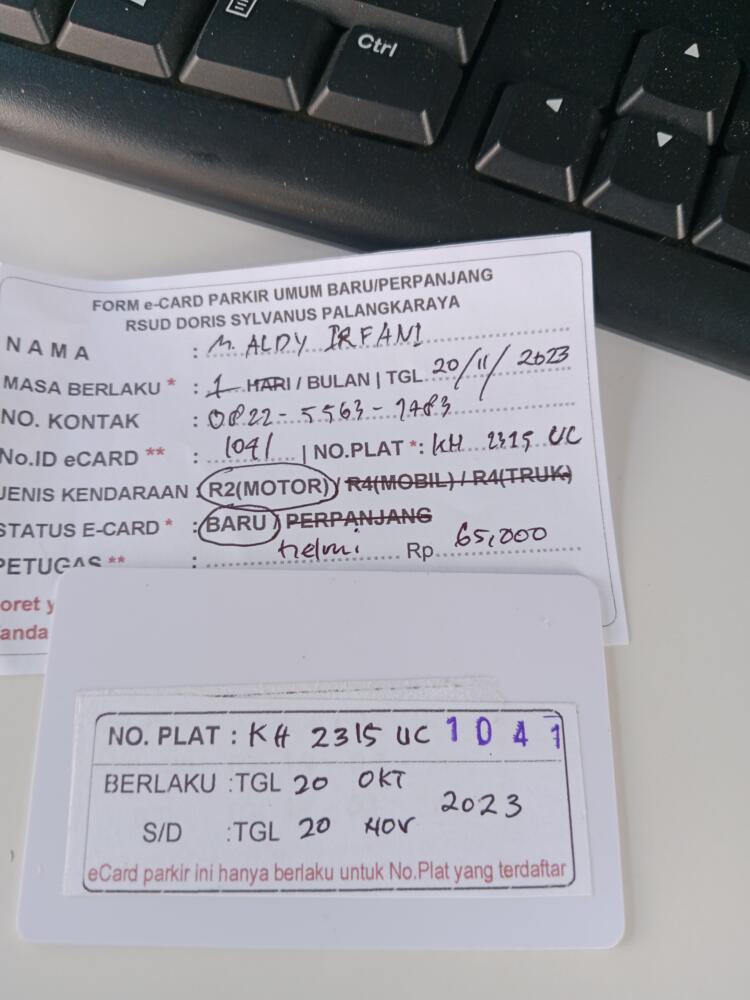 Ctrl
FORM e-CARD PARKIR UMUM BARU/PERPANJANG
RSUD DORIS SYLVANUS PALANGKARAYA
NAMA : M. ALDY IRFANI
MASA BERLAKU * : 1 HARI / BULAN | TGL 20/11/2023
NO. KONTAK : 0822-5563-7483
No.ID eCARD ** : 1041 | NO.PLAT *: KH 2315 UC
JENIS KENDARAAN : R2(MOTOR) / R4(MOBIL) / R4(TRUK)
STATUS E-CARD * : BARU / PERPANJANG
PETUGAS ** : helmi Rp. 65,000
oret y
anda
NO. PLAT : KH 2315 UC 1041
BERLAKU :TGL 20 OKT 2023
S/D :TGL 20 NOV
eCard parkir ini hanya berlaku untuk No.Plat yang terdaftar